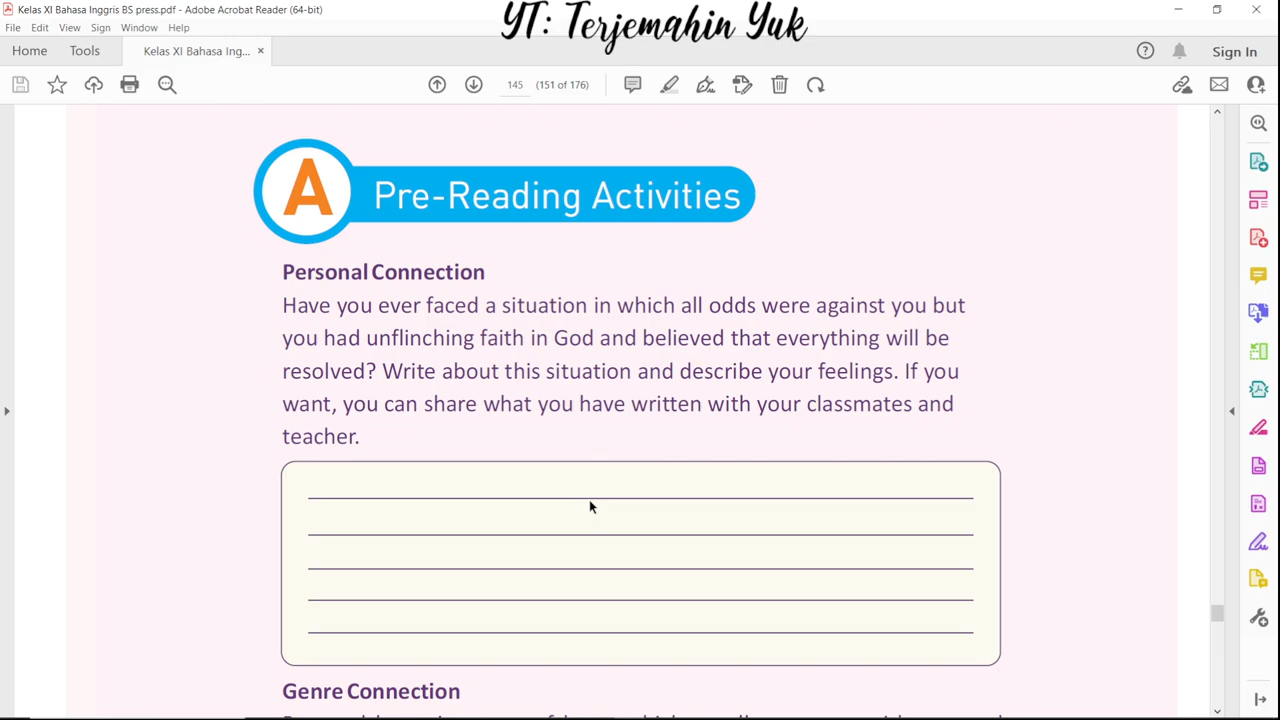 Kelas XI Bahasa Inggris BS press.pdf - Adobe Acrobat Reader (64-bit)
YT: Terjemahin Yuk
File Edit View Sign Window Help
Home Tools Kelas XI Bahasa Ing... × Sign In
145 (151 of 176)
A Pre-Reading Activities
Personal Connection
Have you ever faced a situation in which all odds were against you but
you had unflinching faith in God and believed that everything will be
resolved? Write about this situation and describe your feelings. If you
want, you can share what you have written with your classmates and
teacher.
Genre Connection